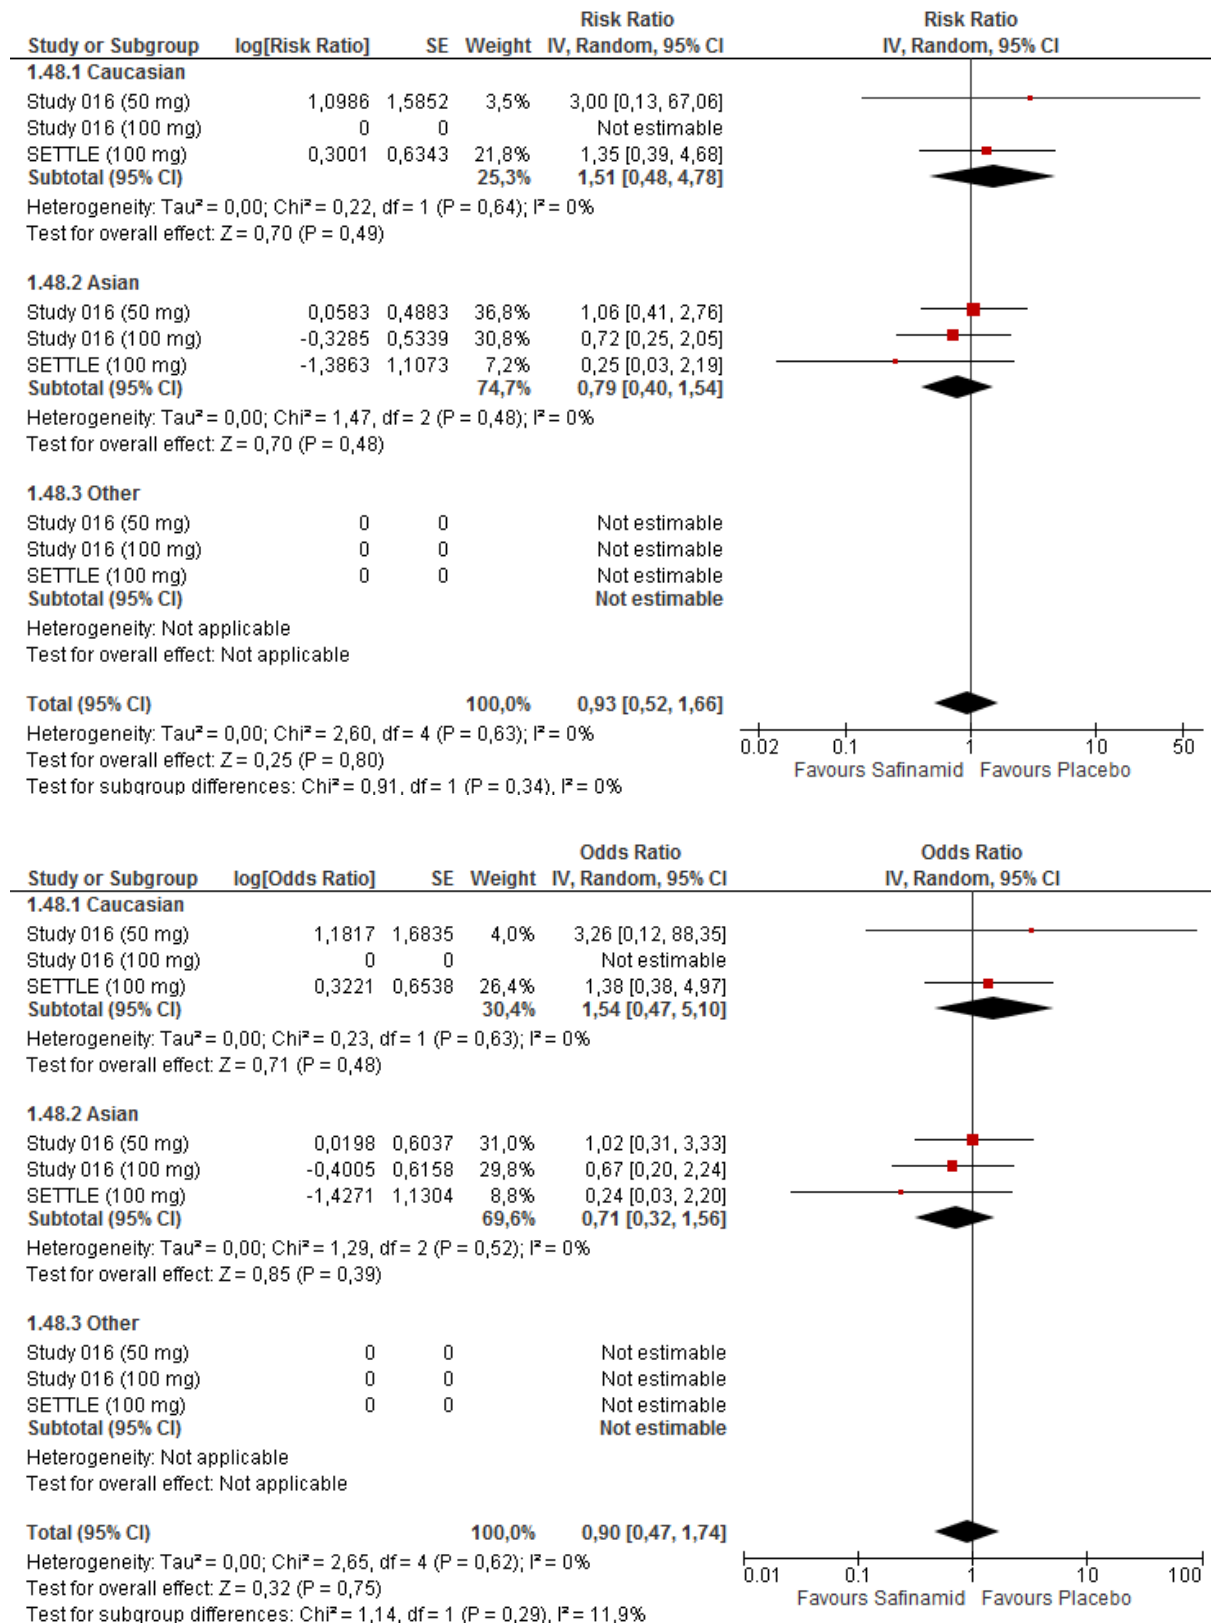 Risk Ratio Risk Ratio
Study or Subgroup log[Risk Ratio] SE Weight IV, Random, 95% CI IV, Random, 95% CI
1.48.1 Caucasian
Study 016 (50 mg) 1,0986 1,5852 3,5% 3,00 [0,13, 67,06]
Study 016 (100 mg) 0 0 Not estimable
SETTLE (100 mg) 0,3001 0,6343 21,8% 1,35 [0,39, 4,68]
Subtotal (95% CI) 25,3% 1,51 [0,48, 4,78]
Heterogeneity: Tau² = 0,00; Chi² = 0,22, df = 1 (P = 0,64); I² = 0%
Test for overall effect: Z = 0,70 (P = 0,49)
1.48.2 Asian
Study 016 (50 mg) 0,0583 0,4883 36,8% 1,06 [0,41, 2,76]
Study 016 (100 mg) -0,3285 0,5339 30,8% 0,72 [0,25, 2,05]
SETTLE (100 mg) -1,3863 1,1073 7,2% 0,25 [0,03, 2,19]
Subtotal (95% CI) 74,7% 0,79 [0,40, 1,54]
Heterogeneity: Tau² = 0,00; Chi² = 1,47, df = 2 (P = 0,48); I² = 0%
Test for overall effect: Z = 0,70 (P = 0,48)
1.48.3 Other
Study 016 (50 mg) 0 0 Not estimable
Study 016 (100 mg) 0 0 Not estimable
SETTLE (100 mg) 0 0 Not estimable
Subtotal (95% CI) Not estimable
Heterogeneity: Not applicable
Test for overall effect: Not applicable
Total (95% CI) 100,0% 0,93 [0,52, 1,66]
Heterogeneity: Tau² = 0,00; Chi² = 2,60, df = 4 (P = 0,63); I² = 0%
Test for overall effect: Z = 0,25 (P = 0,80)
Test for subgroup differences: Chi² = 0,91, df = 1 (P = 0,34), I² = 0%
0.02 0.1 1 10 50
Favours Safinamid Favours Placebo
Odds Ratio Odds Ratio
Study or Subgroup log[Odds Ratio] SE Weight IV, Random, 95% CI IV, Random, 95% CI
1.48.1 Caucasian
Study 016 (50 mg) 1,1817 1,6835 4,0% 3,26 [0,12, 88,35]
Study 016 (100 mg) 0 0 Not estimable
SETTLE (100 mg) 0,3221 0,6538 26,4% 1,38 [0,38, 4,97]
Subtotal (95% CI) 30,4% 1,54 [0,47, 5,10]
Heterogeneity: Tau² = 0,00; Chi² = 0,23, df = 1 (P = 0,63); I² = 0%
Test for overall effect: Z = 0,71 (P = 0,48)
1.48.2 Asian
Study 016 (50 mg) 0,0198 0,6037 31,0% 1,02 [0,31, 3,33]
Study 016 (100 mg) -0,4005 0,6158 29,8% 0,67 [0,20, 2,24]
SETTLE (100 mg) -1,4271 1,1304 8,8% 0,24 [0,03, 2,20]
Subtotal (95% CI) 69,6% 0,71 [0,32, 1,56]
Heterogeneity: Tau² = 0,00; Chi² = 1,29, df = 2 (P = 0,52); I² = 0%
Test for overall effect: Z = 0,85 (P = 0,39)
1.48.3 Other
Study 016 (50 mg) 0 0 Not estimable
Study 016 (100 mg) 0 0 Not estimable
SETTLE (100 mg) 0 0 Not estimable
Subtotal (95% CI) Not estimable
Heterogeneity: Not applicable
Test for overall effect: Not applicable
Total (95% CI) 100,0% 0,90 [0,47, 1,74]
Heterogeneity: Tau² = 0,00; Chi² = 2,65, df = 4 (P = 0,62); I² = 0%
Test for overall effect: Z = 0,32 (P = 0,75)
Test for subgroup differences: Chi² = 1,14, df = 1 (P = 0,29), I² = 11,9%
0.01 0.1 1 10 100
Favours Safinamid Favours Placebo